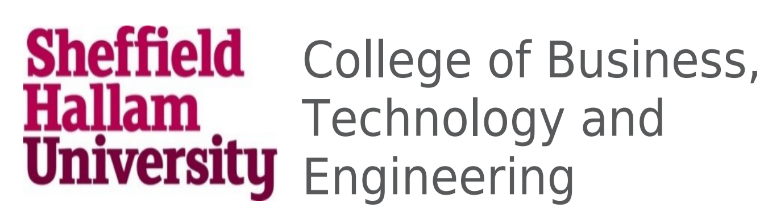 Sheffield
Hallam
University
College of Business,
Technology and
Engineering